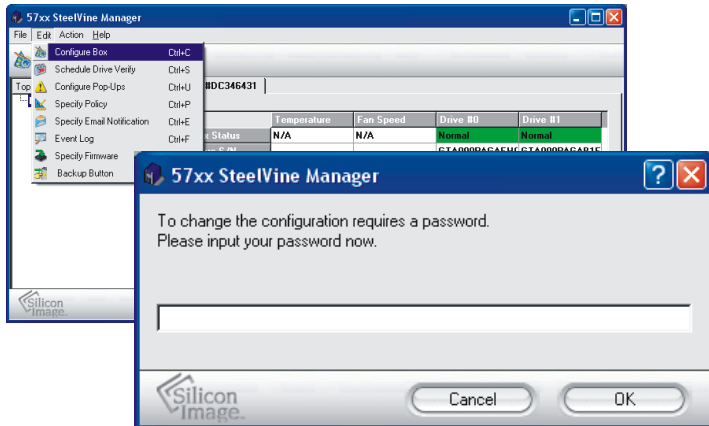 57xx SteelVine Manager
File Edit Action Help
Configure Box Ctrl+C
Schedule Drive Verify Ctrl+S
Configure Pop-Ups Ctrl+U
Specify Policy Ctrl+P
Specify Email Notification Ctrl+E
Event Log Ctrl+F
Specify Firmware
Backup Button
Top
#DC346431
Temperature Fan Speed Drive #0 Drive #1
Status N/A N/A Normal Normal
57xx SteelVine Manager
To change the configuration requires a password.
Please input your password now.
Cancel OK
Silicon
Image.
Silicon
Image.